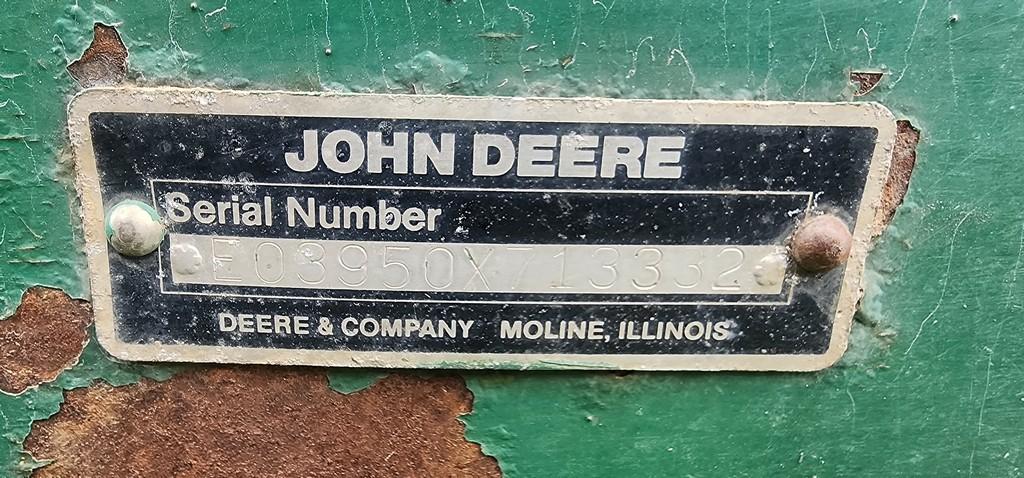 JOHN DEERE
Serial Number
E03950X713332
DEERE & COMPANY MOLINE, ILLINOIS